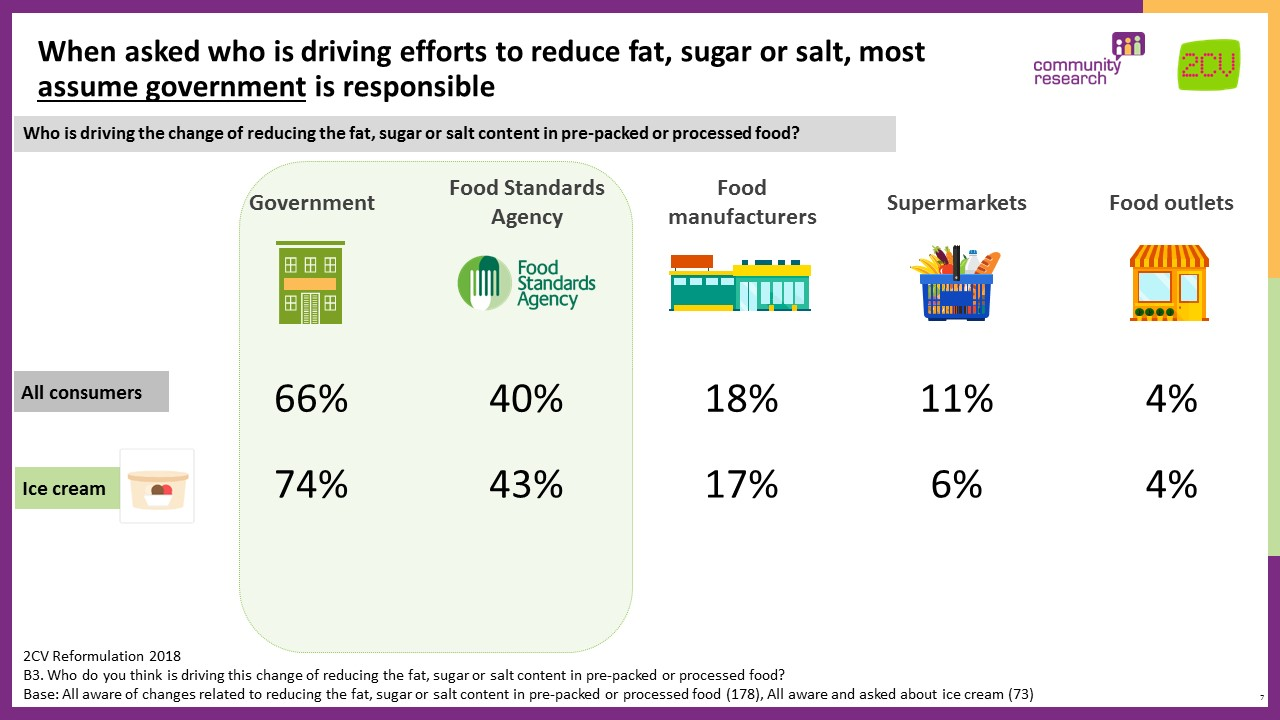 When asked who is driving efforts to reduce fat, sugar or salt, most
assume government is responsible
community
research
2CV
Who is driving the change of reducing the fat, sugar or salt content in pre-packed or processed food?
Government
Food Standards
Agency
Food
manufacturers
Supermarkets
Food outlets
Food
Standards
Agency
All consumers
66%
40%
18%
11%
4%
Ice cream
74%
43%
17%
6%
4%
2CV Reformulation 2018
B3. Who do you think is driving this change of reducing the fat, sugar or salt content in pre-packed or processed food?
Base: All aware of changes related to reducing the fat, sugar or salt content in pre-packed or processed food (178), All aware and asked about ice cream (73)
7